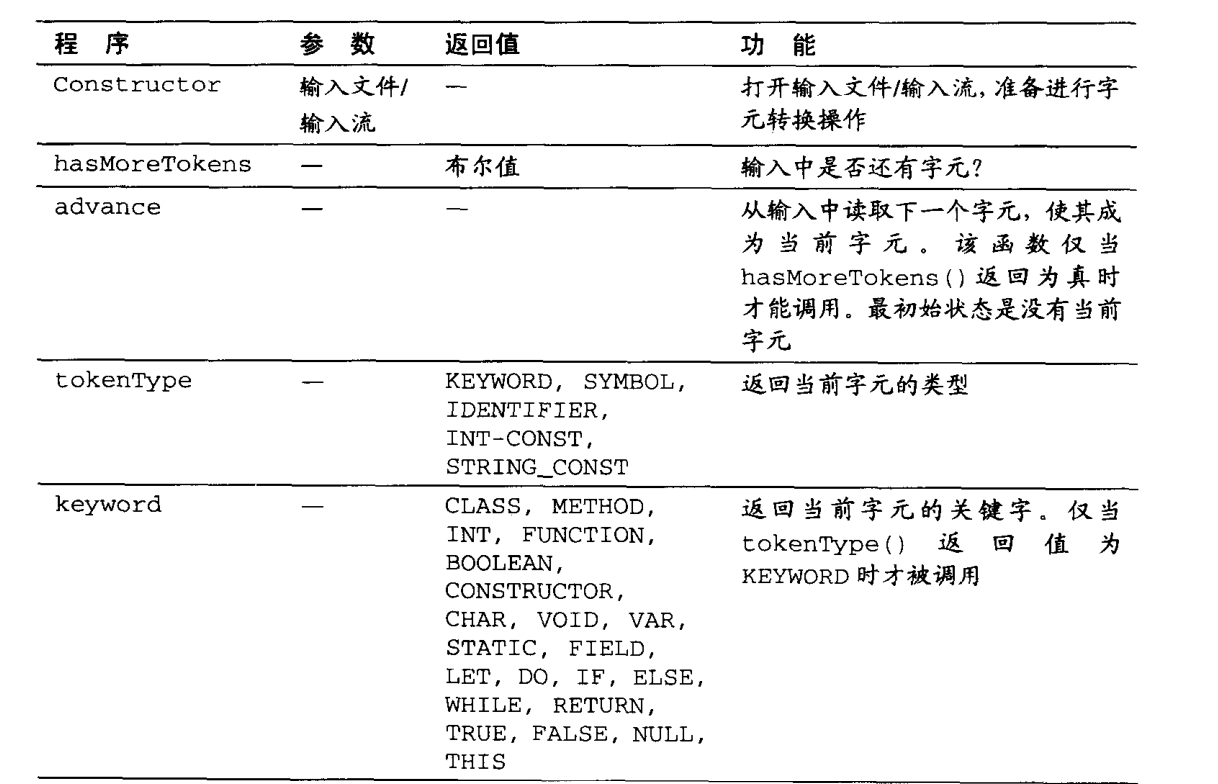 程 序 参 数 返回值 功 能
Constructor 输入文件/ — 打开输入文件/输入流,准备进行字
输入流 元转换操作
hasMoreTokens — 布尔值 输入中是否还有字元?
advance — — 从输入中读取下一个字元,使其成
为当前字元。该函数仅当
hasMoreTokens()返回为真时
才能调用。最初始状态是没有当前
字元
tokenType — KEYWORD, SYMBOL, 返回当前字元的类型
IDENTIFIER,
INT-CONST,
STRING_CONST
keyword — CLASS, METHOD, 返回当前字元的关键字。仅当
INT, FUNCTION, tokenType() 返回值为
BOOLEAN, KEYWORD 时才被调用
CONSTRUCTOR,
CHAR, VOID, VAR,
STATIC, FIELD,
LET, DO, IF, ELSE,
WHILE, RETURN,
TRUE, FALSE, NULL,
THIS